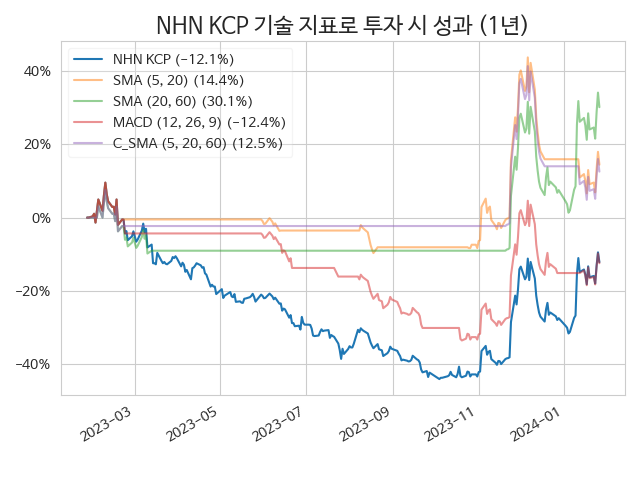 NHN KCP 기술 지표로 투자 시 성과 (1년)
NHN KCP (−12.1%)
SMA (5, 20) (14.4%)
SMA (20, 60) (30.1%)
MACD (12, 26, 9) (−12.4%)
C_SMA (5, 20, 60) (12.5%)
40%
20%
0%
−20%
−40%
2023−03
2023−05
2023−07
2023−09
2023−11
2024−01